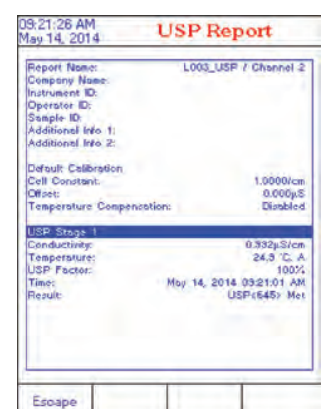 09:21:26 AM
May 14, 2014
USP Report
Report Name: L003_USP / Channel 2
Company Name:
Instrument ID:
Operator ID:
Sample ID:
Additional Info 1:
Additional Info 2:
Default Calibration
Cell Constant: 1.0000/cm
Offset: 0.000µS
Temperature Compensation: Disabled
USP Stage 1
Conductivity: 0.932µS/cm
Temperature: 24.9 °C, A
USP Factor: 100%
Time: May 14, 2014 09:21:01 AM
Result: USP<645> Met
Escape